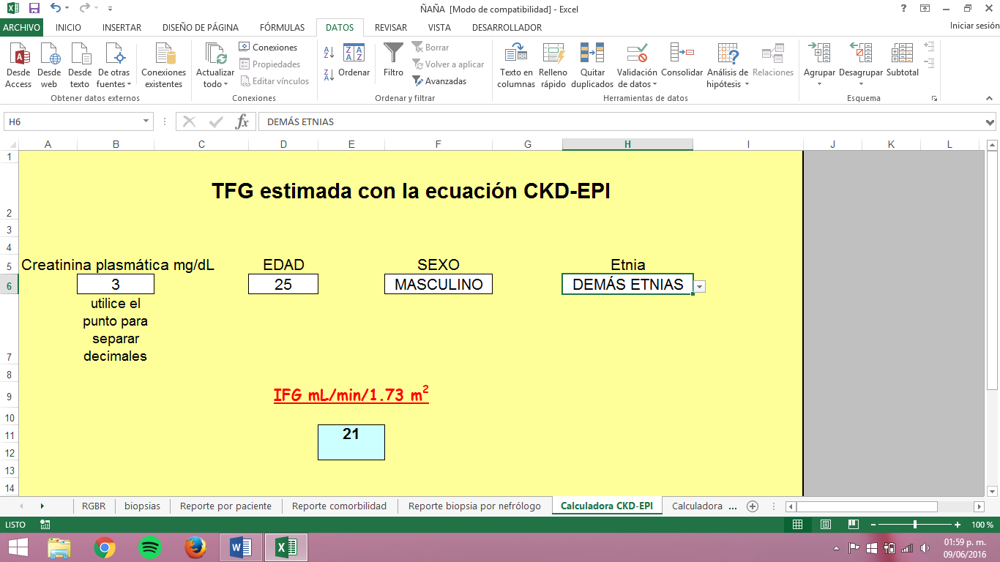 ÑAÑA [Modo de compatibilidad] - Excel
ARCHIVO INICIO INSERTAR DISEÑO DE PÁGINA FÓRMULAS DATOS REVISAR VISTA DESARROLLADOR Iniciar sesión
Desde Access
Desde web
Desde texto
De otras fuentes
Conexiones existentes
Actualizar todo
Conexiones
Propiedades
Editar vínculos
Ordenar
Filtro
Borrar
Volver a aplicar
Avanzadas
Texto en columnas
Relleno rápido
Quitar duplicados
Validación de datos
Consolidar
Análisis de hipótesis
Relaciones
Agrupar
Desagrupar
Subtotal
Obtener datos externos Conexiones Ordenar y filtrar Herramientas de datos Esquema
H6 fx DEMÁS ETNIAS
A B C D E F G H I J K L
1
TFG estimada con la ecuación CKD-EPI
2
3
4
5 Creatinina plasmática mg/dL EDAD SEXO Etnia
6 3 25 MASCULINO DEMÁS ETNIAS
utilice el
punto para
separar
7 decimales
8
9 IFG mL/min/1.73 m²
10
11 21
12
13
14
RGBR biopsias Reporte por paciente Reporte comorbilidad Reporte biopsia por nefrólogo Calculadora CKD-EPI Calculadora ...
LISTO 100 %
01:59 p. m.
09/06/2016